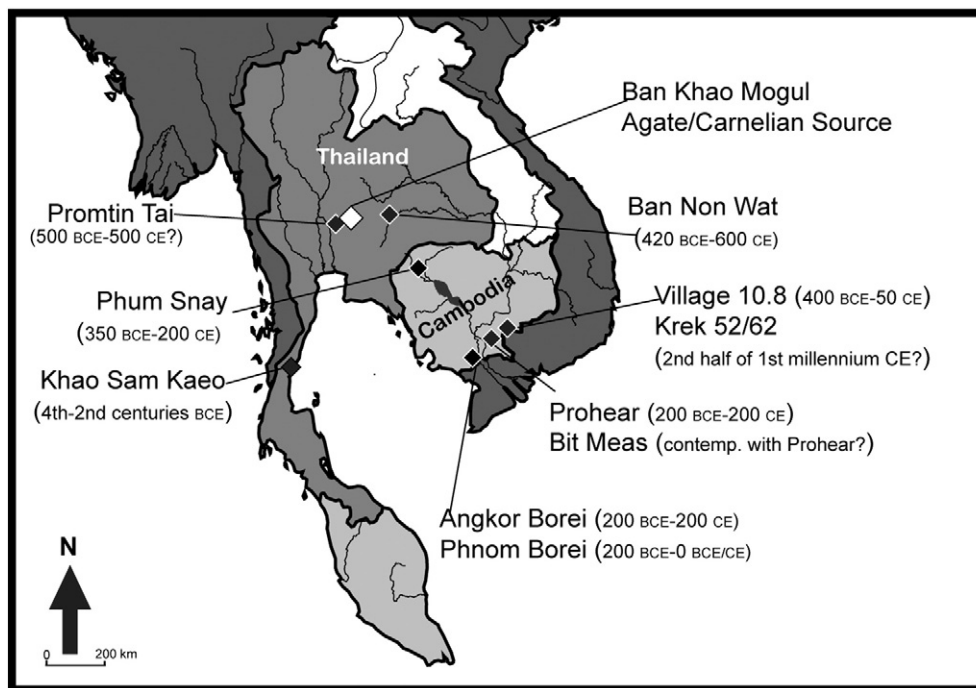 Ban Khao Mogul
Agate/Carnelian Source
Thailand
Promtin Tai
(500 BCE-500 CE?)
Ban Non Wat
(420 BCE-600 CE)
Phum Snay
(350 BCE-200 CE)
Cambodia
Village 10.8 (400 BCE-50 CE)
Krek 52/62
(2nd half of 1st millennium CE?)
Khao Sam Kaeo
(4th-2nd centuries BCE)
Prohear (200 BCE-200 CE)
Bit Meas (contemp. with Prohear?)
Angkor Borei (200 BCE-200 CE)
Phnom Borei (200 BCE-0 BCE/CE)
N
0 200 km